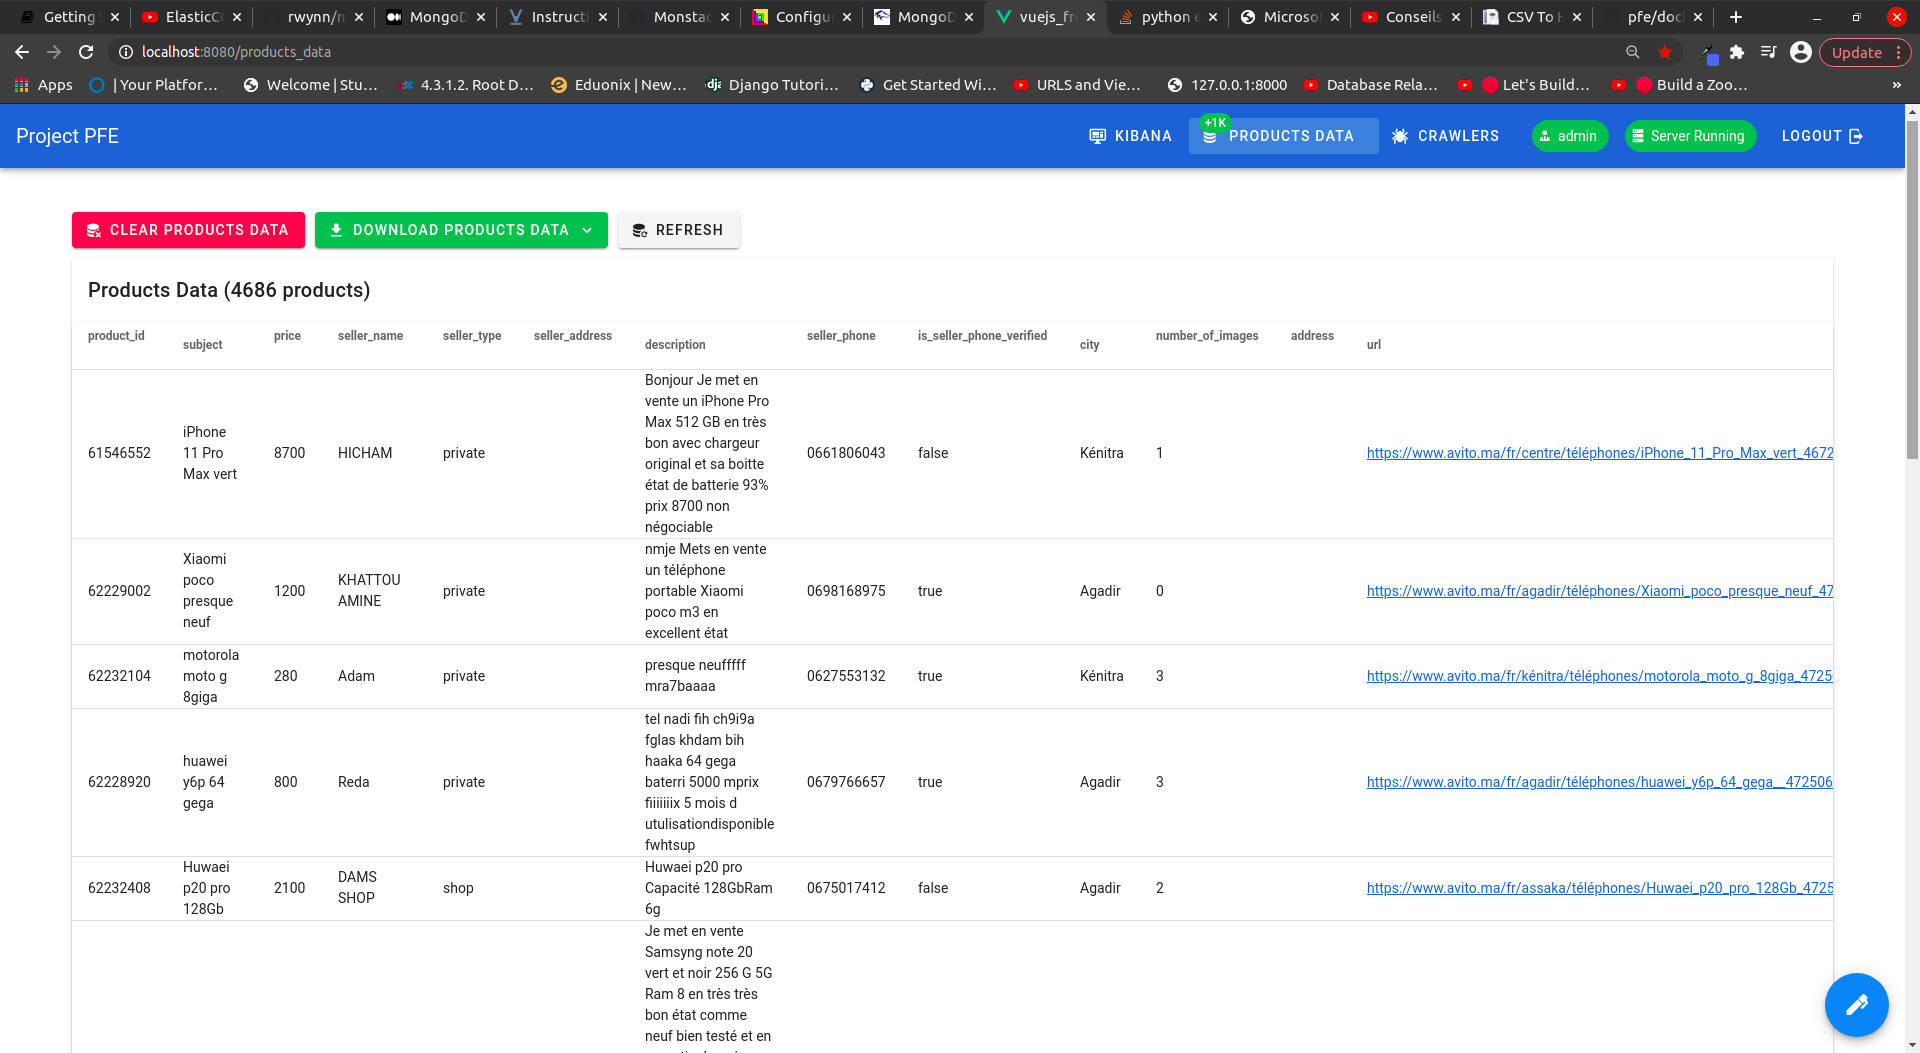 Getting
ElasticC
rwynn/m
MongoD
Instructi
Monstac
Configu
MongoD
vuejs_fr
python e
Microso
Conseils
CSV To H
pfe/doc
localhost:8080/products_data
Update
Apps
| Your Platfor...
Welcome | Stu...
4.3.1.2. Root D...
Eduonix | New...
Django Tutori...
Get Started Wi...
URLS and Vie...
127.0.0.1:8000
Database Rela...
Let's Build...
Build a Zoo...
»
Project PFE
KIBANA
+1K
PRODUCTS DATA
CRAWLERS
admin
Server Running
LOGOUT
CLEAR PRODUCTS DATA
DOWNLOAD PRODUCTS DATA
REFRESH
Products Data (4686 products)
product_id subject price seller_name seller_type seller_address description seller_phone is_seller_phone_verified city number_of_images address url
61546552
iPhone
11 Pro
Max vert
8700
HICHAM
private
Bonjour Je met en
vente un iPhone Pro
Max 512 GB en très
bon avec chargeur
original et sa boitte
état de batterie 93%
prix 8700 non
négociable
0661806043
false
Kénitra
1
https://www.avito.ma/fr/centre/téléphones/iPhone_11_Pro_Max_vert_4672
62229002
Xiaomi
poco
presque
neuf
1200
KHATTOU
AMINE
private
nmje Mets en vente
un téléphone
portable Xiaomi
poco m3 en
excellent état
0698168975
true
Agadir
0
https://www.avito.ma/fr/agadir/téléphones/Xiaomi_poco_presque_neuf_47
62232104
motorola
moto g
8giga
280
Adam
private
presque neufffff
mra7baaaa
0627553132
true
Kénitra
3
https://www.avito.ma/fr/kénitra/téléphones/motorola_moto_g_8giga_4725
62228920
huawei
y6p 64
gega
800
Reda
private
tel nadi fih ch9i9a
fglas khdam bih
haaka 64 gega
baterri 5000 mprix
fiiiiiiix 5 mois d
utulisationdisponible
fwhtsup
0679766657
true
Agadir
3
https://www.avito.ma/fr/agadir/téléphones/huawei_y6p_64_gega__472506
62232408
Huwaei
p20 pro
128Gb
2100
DAMS
SHOP
shop
Huwaei p20 pro
Capacité 128GbRam
6g
0675017412
false
Agadir
2
https://www.avito.ma/fr/assaka/téléphones/Huwaei_p20_pro_128Gb_4725
Je met en vente
Samsyng note 20
vert et noir 256 G 5G
Ram 8 en très très
bon état comme
neuf bien testé et en